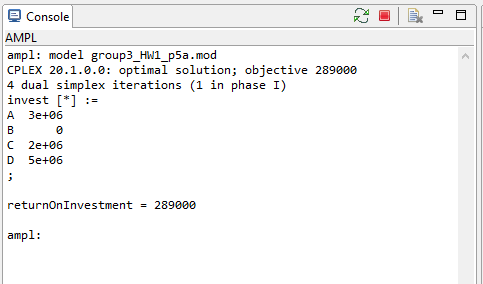 Console
AMPL
ampl: model group3_HW1_p5a.mod
CPLEX 20.1.0.0: optimal solution; objective 289000
4 dual simplex iterations (1 in phase I)
invest [*] :=
A  3e+06
B      0
C  2e+06
D  5e+06
;
returnOnInvestment = 289000
ampl: